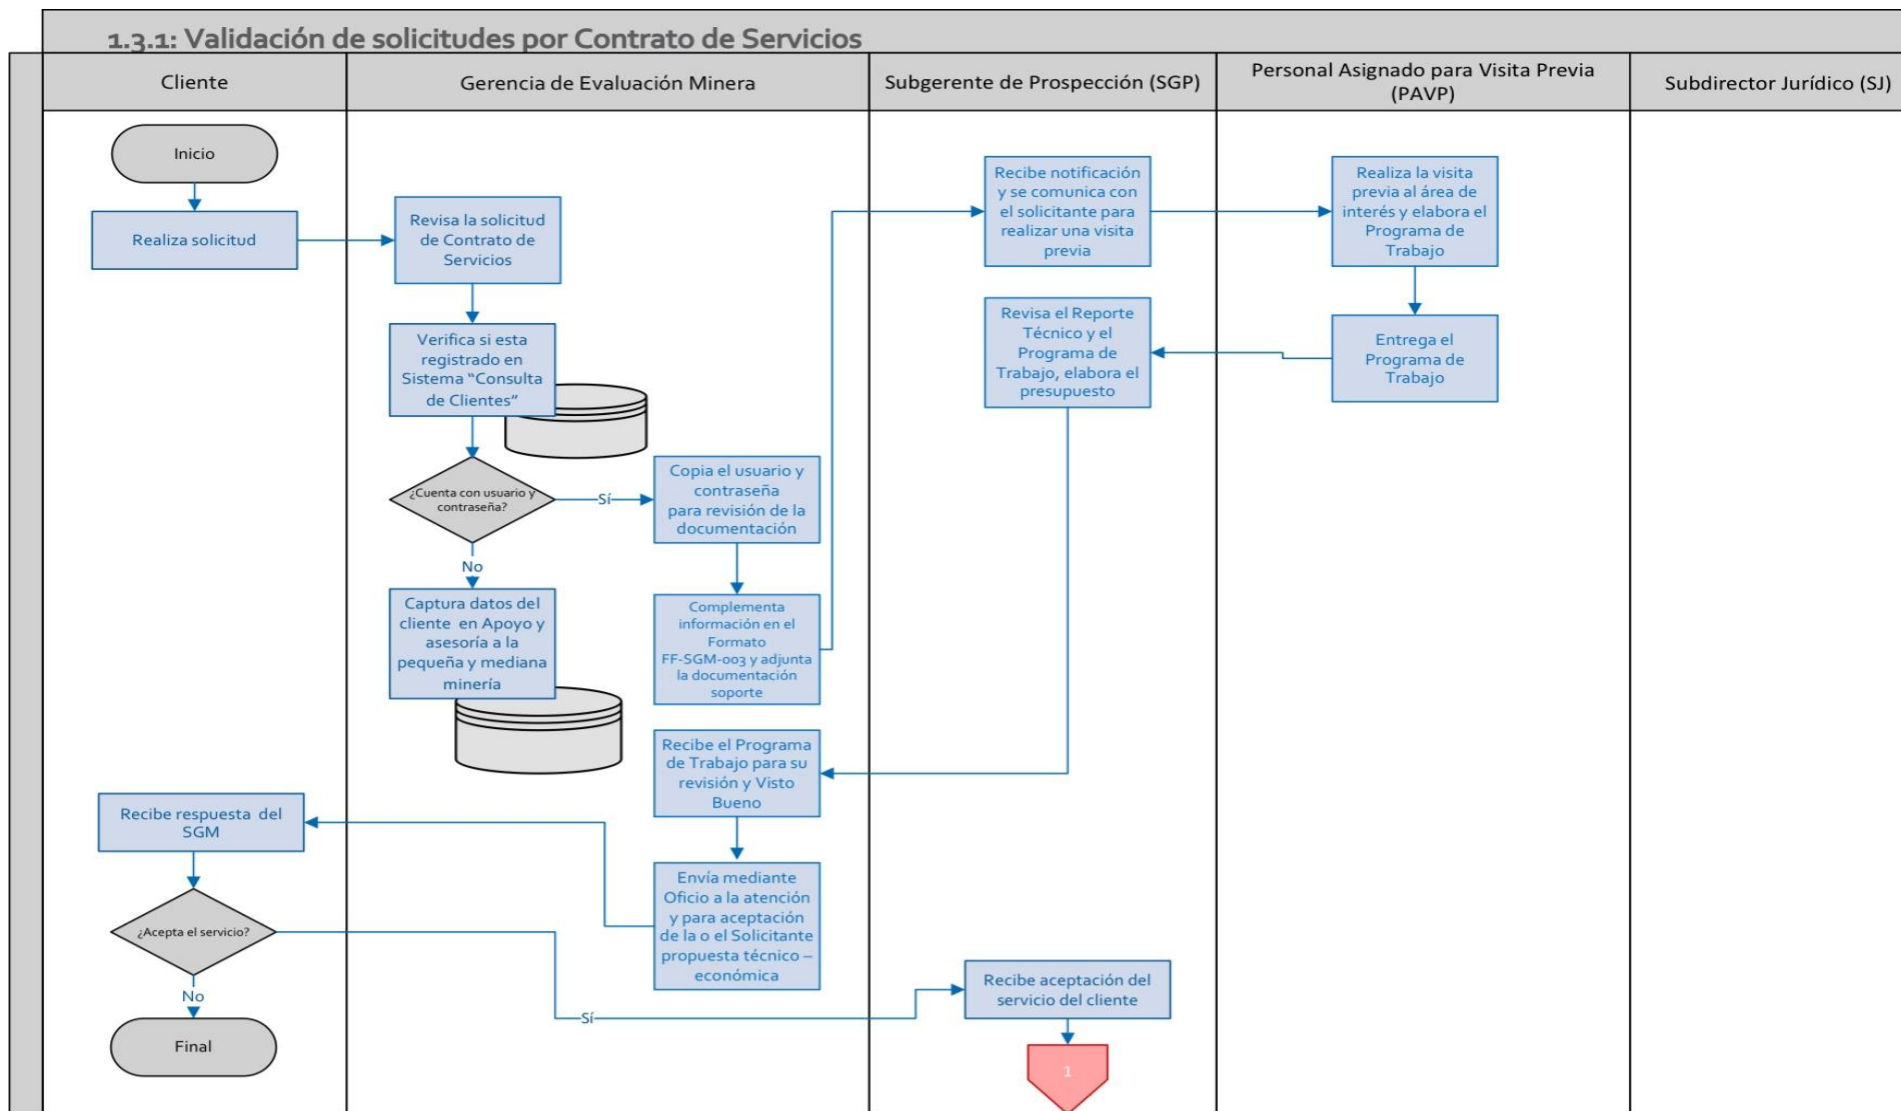 1.3.1: Validación de solicitudes por Contrato de Servicios
Cliente
Gerencia de Evaluación Minera
Subgerente de Prospección (SGP)
Personal Asignado para Visita Previa
(PAVP)
Subdirector Jurídico (SJ)
Inicio
Realiza solicitud
Revisa la solicitud
de Contrato de
Servicios
Verifica si esta
registrado en
Sistema "Consulta
de Clientes"
¿Cuenta con usuario y
contraseña?
Sí
No
Copia el usuario y
contraseña
para revisión de la
documentación
Captura datos del
cliente en Apoyo y
asesoría a la
pequeña y mediana
minería
Complementa
información en el
Formato
FF-SGM-003 y adjunta
la documentación
soporte
Recibe notificación
y se comunica con
el solicitante para
realizar una visita
previa
Realiza la visita
previa al área de
interés y elabora el
Programa de
Trabajo
Entrega el
Programa de
Trabajo
Revisa el Reporte
Técnico y el
Programa de
Trabajo, elabora el
presupuesto
Recibe el Programa
de Trabajo para su
revisión y Visto
Bueno
Envía mediante
Oficio a la atención
y para aceptación
de la o el Solicitante
propuesta técnico –
económica
Recibe respuesta del
SGM
¿Acepta el servicio?
No
Final
Sí
Recibe aceptación del
servicio del cliente
1